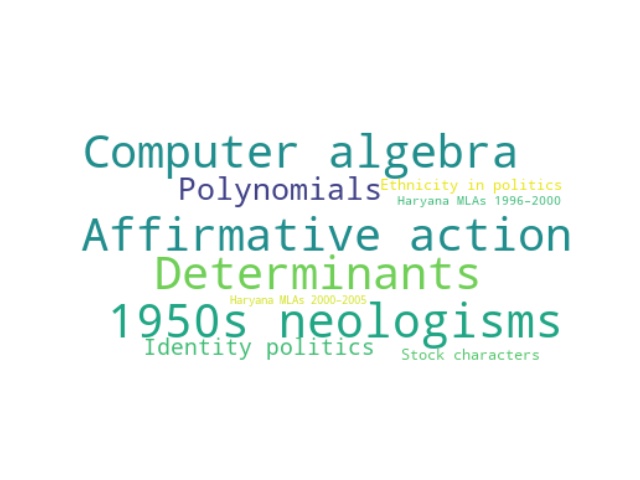 Computer algebra
Polynomials
Ethnicity in politics
Haryana MLAs 1996–2000
Affirmative action
Determinants
Haryana MLAs 2000–2005
1950s neologisms
Identity politics
Stock characters